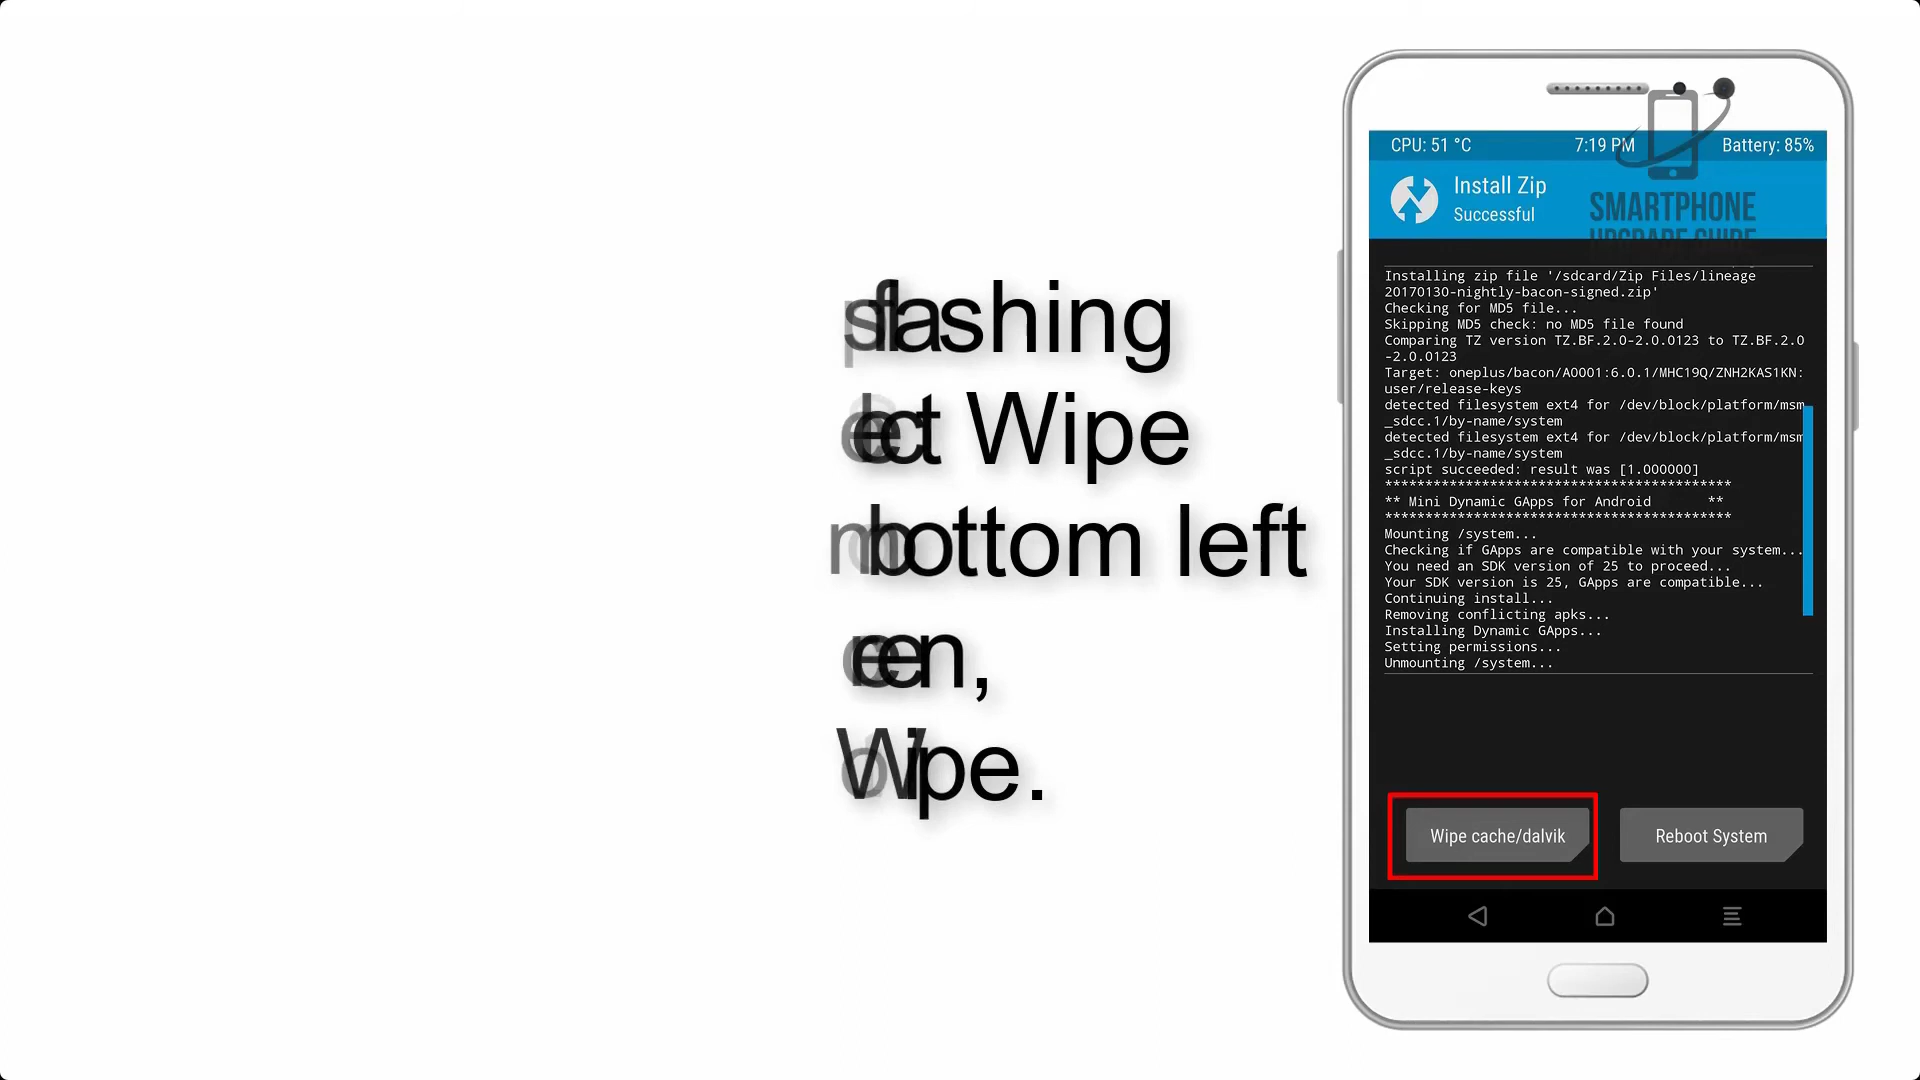 flashing
Wipe
bottom left
Wipe.
CPU: 51 °C
7:19 PM
Battery: 85%
Install Zip
Successful
SMARTPHONE
UPGRADE GUIDE
Installing zip file '/sdcard/Zip Files/lineage
20170130-nightly-bacon-signed.zip'
Checking for MD5 file...
Skipping MD5 check: no MD5 file found
Comparing TZ version TZ.BF.2.0-2.0.0123 to TZ.BF.2.0
-2.0.0123
Target: oneplus/bacon/A0001:6.0.1/MHC19Q/ZNH2KAS1KN:
user/release-keys
detected filesystem ext4 for /dev/block/platform/msm
_sdcc.1/by-name/system
detected filesystem ext4 for /dev/block/platform/msm
_sdcc.1/by-name/system
script succeeded: result was [1.000000]
*******************************************
** Mini Dynamic GApps for Android       **
*******************************************
Mounting /system...
Checking if GApps are compatible with your system...
You need an SDK version of 25 to proceed...
Your SDK version is 25, GApps are compatible...
Continuing install...
Removing conflicting apks...
Installing Dynamic GApps...
Setting permissions...
Unmounting /system...
Wipe cache/dalvik
Reboot System